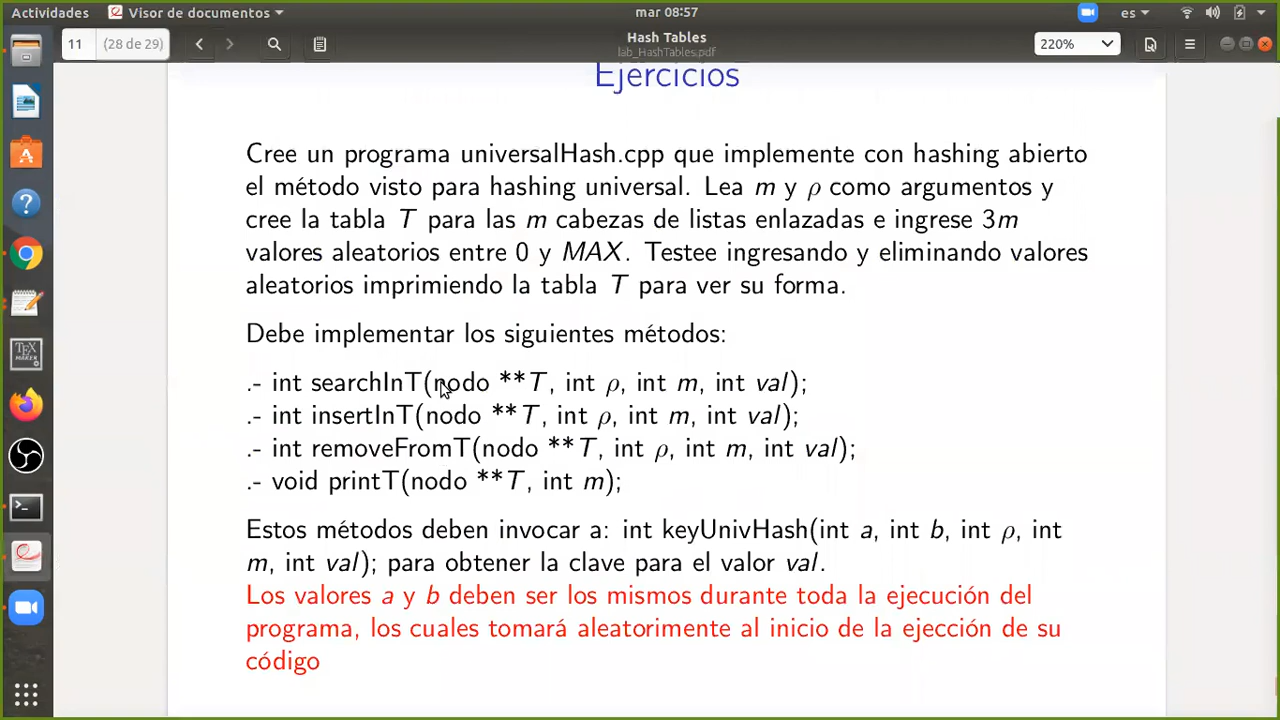 Actividades Visor de documentos mar 08:57 es
11 (28 de 29) Hash Tables 220%
lab_HashTables.pdf
Ejercicios
Cree un programa universalHash.cpp que implemente con hashing abierto
el método visto para hashing universal. Lea m y ρ como argumentos y
cree la tabla T para las m cabezas de listas enlazadas e ingrese 3m
valores aleatorios entre 0 y MAX. Testee ingresando y eliminando valores
aleatorios imprimiendo la tabla T para ver su forma.
Debe implementar los siguientes métodos:
.- int searchInT(nodo **T, int ρ, int m, int val);
.- int insertInT(nodo **T, int ρ, int m, int val);
.- int removeFromT(nodo **T, int ρ, int m, int val);
.- void printT(nodo **T, int m);
Estos métodos deben invocar a: int keyUnivHash(int a, int b, int ρ, int
m, int val); para obtener la clave para el valor val.
Los valores a y b deben ser los mismos durante toda la ejecución del
programa, los cuales tomará aleatorimente al inicio de la ejección de su
código